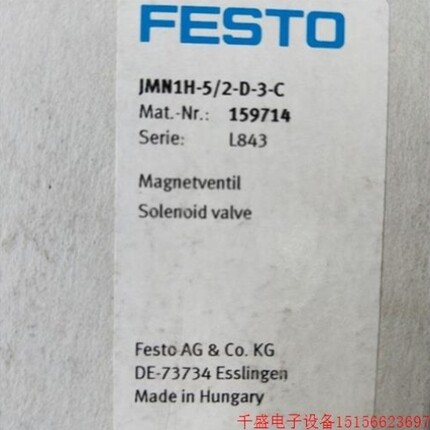 FESTO
JMN1H-5/2-D-3-C
Mat.-Nr.: 159714
Serie: L843
Magnetventil
Solenoid valve
Festo AG & Co. KG
DE-73734 Esslingen
Made in Hungary
千盛电子设备15156623697